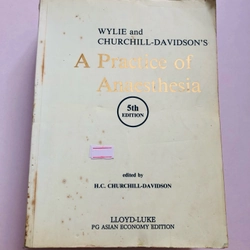 WYLIE and
CHURCHILL-DAVIDSON'S
A Practice of
Anaesthesia
5th
EDITION
edited by
H.C. CHURCHILL-DAVIDSON
LLOYD-LUKE
PG ASIAN ECONOMY EDITION